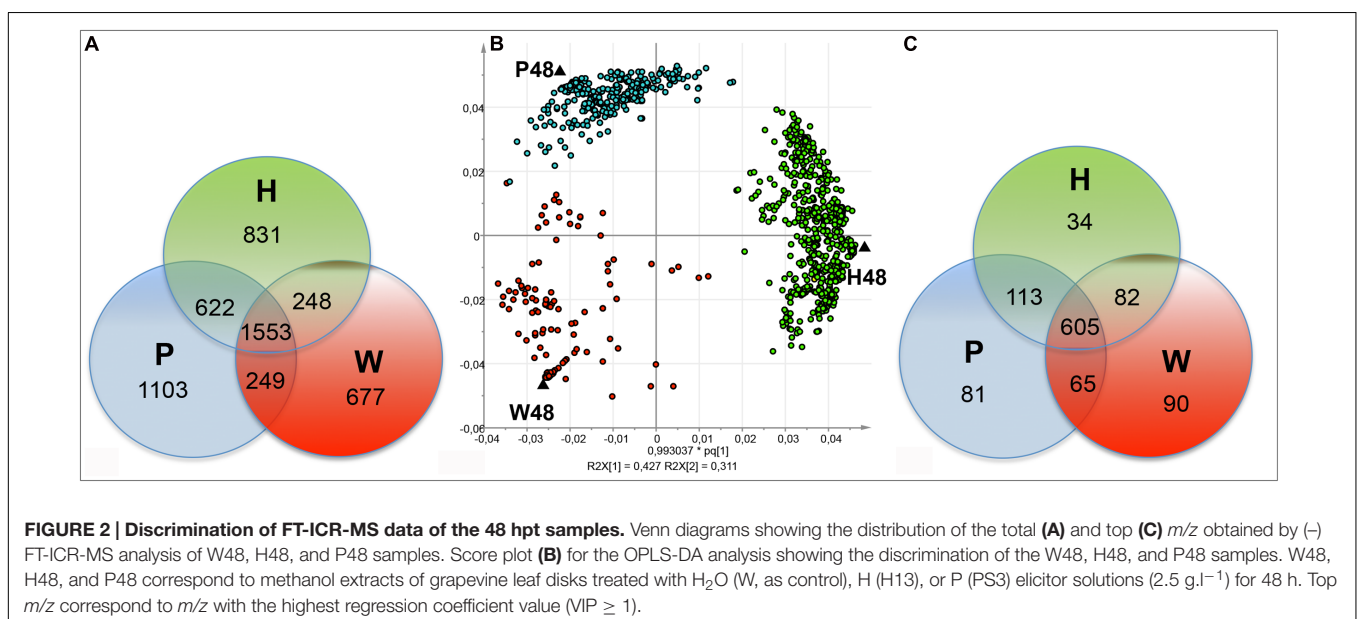 A
H
831
622
248
1553
P
1103
249
W
677
B
P48
H48
W48
0,04
0,02
0
-0,02
-0,04
-0,06
-0,04
-0,03
-0,02
-0,01
0
0,01
0,02
0,03
0,04
0,993037 * pq[1]
R2X[1] = 0,427 R2X[2] = 0,311
C
H
34
113
82
605
P
81
65
W
90
FIGURE 2 | Discrimination of FT-ICR-MS data of the 48 hpt samples. Venn diagrams showing the distribution of the total (A) and top (C) m/z obtained by (–)
FT-ICR-MS analysis of W48, H48, and P48 samples. Score plot (B) for the OPLS-DA analysis showing the discrimination of the W48, H48, and P48 samples. W48,
H48, and P48 correspond to methanol extracts of grapevine leaf disks treated with H₂O (W, as control), H (H13), or P (PS3) elicitor solutions (2.5 g.l⁻¹) for 48 h. Top
m/z correspond to m/z with the highest regression coefficient value (VIP ≥ 1).